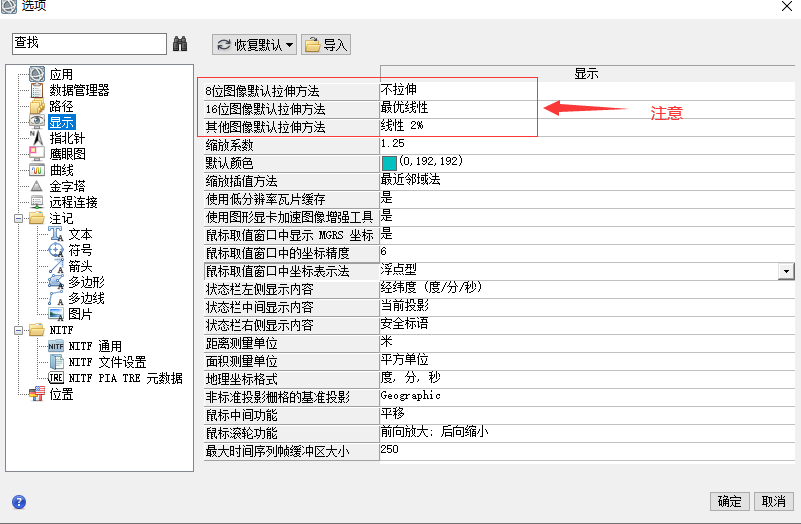 选项
查找
恢复默认
导入
应用
数据管理器
路径
显示
指北针
鹰眼图
曲线
金字塔
远程连接
注记
文本
符号
箭头
多边形
多边线
图片
NITF
NITF 通用
NITF 文件设置
NITF PIA TRE 元数据
位置
显示
8位图像默认拉伸方法 不拉伸
16位图像默认拉伸方法 最优线性
其他图像默认拉伸方法 线性 2%
注意
缩放系数 1.25
默认颜色 (0,192,192)
缩放插值方法 最近邻域法
使用低分辨率瓦片缓存 是
使用图形显卡加速图像增强工具 是
鼠标取值窗口中显示 MGRS 坐标 是
鼠标取值窗口中的坐标精度 6
鼠标取值窗口中坐标表示法 浮点型
状态栏左侧显示内容 经纬度 (度/分/秒)
状态栏中间显示内容 当前投影
状态栏右侧显示内容 安全标语
距离测量单位 米
面积测量单位 平方单位
地理坐标格式 度, 分, 秒
非标准投影栅格的基准投影 Geographic
鼠标中间功能 平移
鼠标滚轮功能 前向放大; 后向缩小
最大时间序列帧缓冲区大小 250
确定
取消